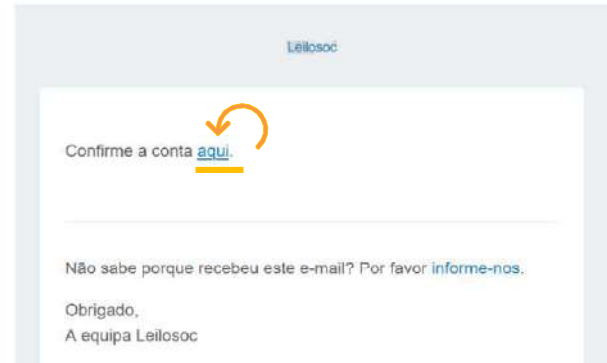 Leilosoc
Confirme a conta aqui.
Não sabe porque recebeu este e-mail? Por favor informe-nos.
Obrigado,
A equipa Leilosoc